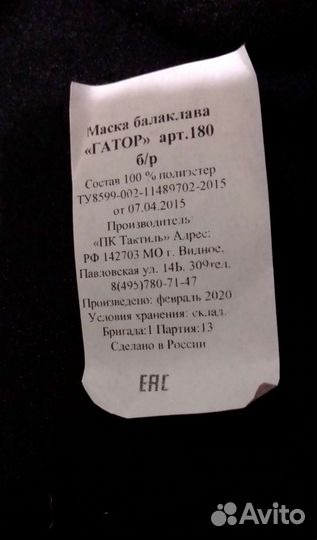 Маска балаклава
«ГАТОР» арт.180
б/р
Состав 100 % полиэстер
ТУ8599-002-11489702-2015
от 07.04.2015
Производитель
«ПК Тактиль» Адрес:
РФ 142703 МО г. Видное,
Павловская ул. 14Б. 309тел.
8(495)780-71-47
Произведено: февраль 2020
Условия хранения: склад.
Бригада:1 Партия:13
Сделано в России
EAC
Avito